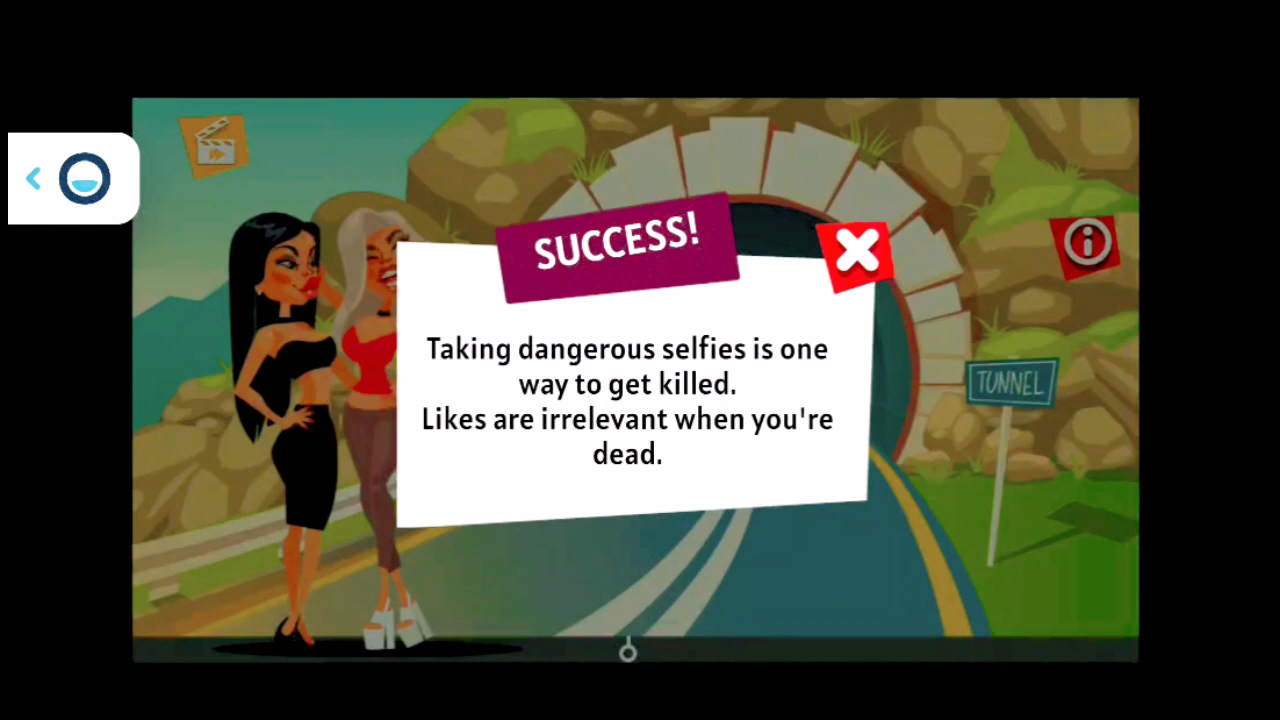 SUCCESS!
Taking dangerous selfies is one
way to get killed.
Likes are irrelevant when you're
dead.
TUNNEL